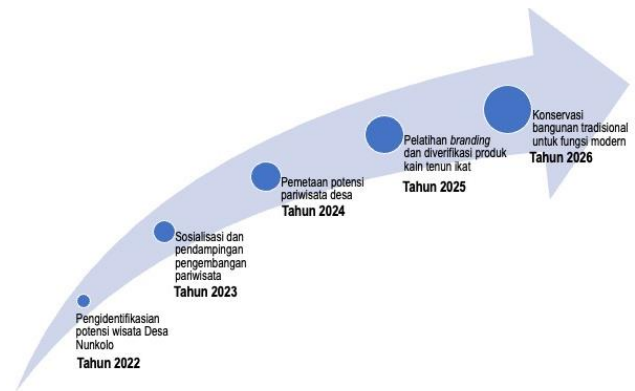 Pengidentifikasian
potensi wisata Desa
Nunkolo
Tahun 2022
Sosialisasi dan
pendampingan
pengembangan
pariwisata
Tahun 2023
Pemetaan potensi
pariwisata desa
Tahun 2024
Pelatihan branding
dan diverifikasi produk
kain tenun ikat
Tahun 2025
Konservasi
bangunan tradisional
untuk fungsi modern
Tahun 2026